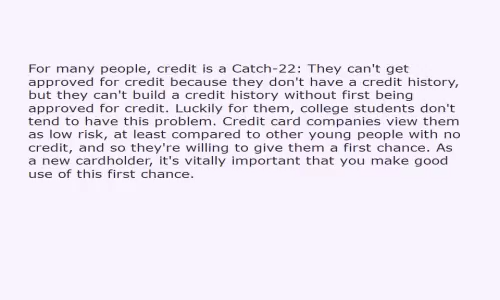 For many people, credit is a Catch-22: They can't get
approved for credit because they don't have a credit history,
but they can't build a credit history without first being
approved for credit. Luckily for them, college students don't
tend to have this problem. Credit card companies view them
as low risk, at least compared to other young people with no
credit, and so they're willing to give them a first chance. As
a new cardholder, it's vitally important that you make good
use of this first chance.